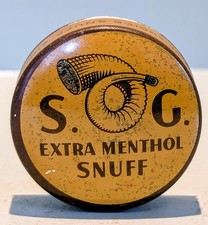 S. G.
EXTRA MENTHOL
SNUFF